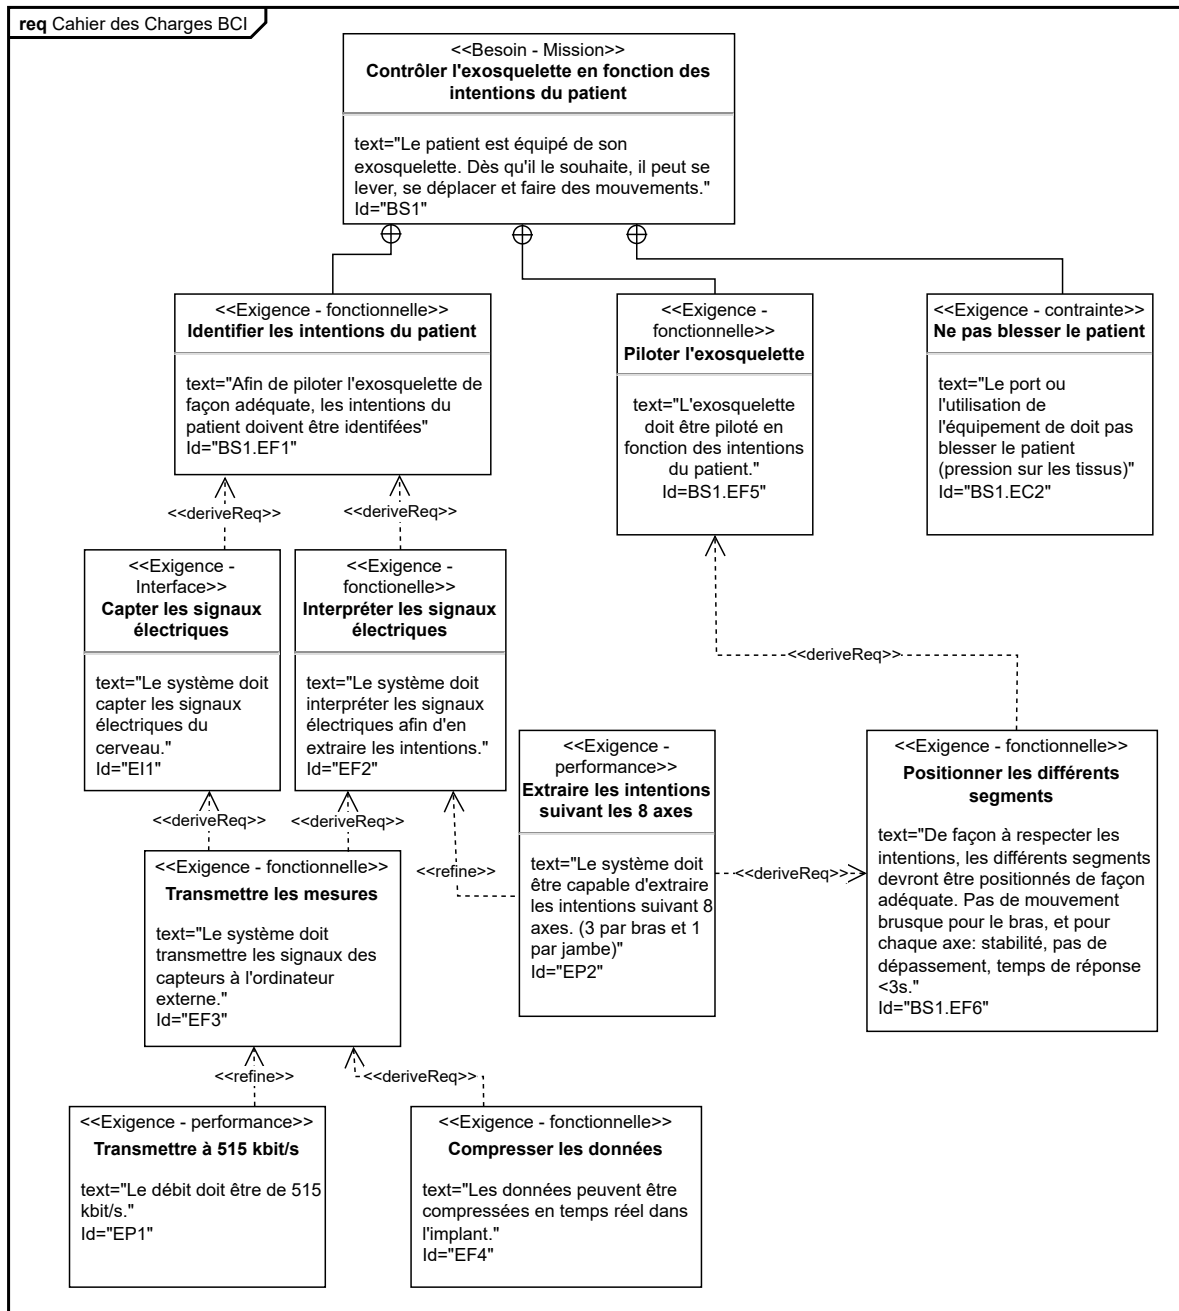 req Cahier des Charges BCI
<<Besoin - Mission>>
Contrôler l'exosquelette en fonction des
intentions du patient
text="Le patient est équipé de son
exosquelette. Dès qu'il le souhaite, il peut se
lever, se déplacer et faire des mouvements."
Id="BS1"
<<Exigence - fonctionnelle>>
Identifier les intentions du patient
text="Afin de piloter l'exosquelette de
façon adéquate, les intentions du
patient doivent être identifées"
Id="BS1.EF1"
<<Exigence -
fonctionnelle>>
Piloter l'exosquelette
text="L'exosquelette
doit être piloté en
fonction des intentions
du patient."
Id=BS1.EF5"
<<Exigence - contrainte>>
Ne pas blesser le patient
text="Le port ou
l'utilisation de
l'équipement de doit pas
blesser le patient
(pression sur les tissus)"
Id="BS1.EC2"
<<deriveReq>>
<<deriveReq>>
<<Exigence -
Interface>>
Capter les signaux
électriques
text="Le système doit
capter les signaux
électriques du
cerveau."
Id="EI1"
<<Exigence -
fonctionelle>>
Interpréter les signaux
électriques
text="Le système doit
interpréter les signaux
électriques afin d'en
extraire les intentions."
Id="EF2"
<<deriveReq>>
<<Exigence -
performance>>
Extraire les intentions
suivant les 8 axes
text="Le système doit
être capable d'extraire
les intentions suivant 8
axes. (3 par bras et 1
par jambe)"
Id="EP2"
<<Exigence - fonctionnelle>>
Positionner les différents
segments
text="De façon à respecter les
intentions, les différents segments
devront être positionnés de façon
adéquate. Pas de mouvement
brusque pour le bras, et pour
chaque axe: stabilité, pas de
dépassement, temps de réponse
<3s."
Id="BS1.EF6"
<<deriveReq>>
<<deriveReq>>
<<refine>>
<<deriveReq>>
<<Exigence - fonctionnelle>>
Transmettre les mesures
text="Le système doit
transmettre les signaux des
capteurs à l'ordinateur
externe."
Id="EF3"
<<refine>>
<<deriveReq>>
<<Exigence - performance>>
Transmettre à 515 kbit/s
text="Le débit doit être de 515
kbit/s."
Id="EP1"
<<Exigence - fonctionnelle>>
Compresser les données
text="Les données peuvent être
compressées en temps réel dans
l'implant."
Id="EF4"